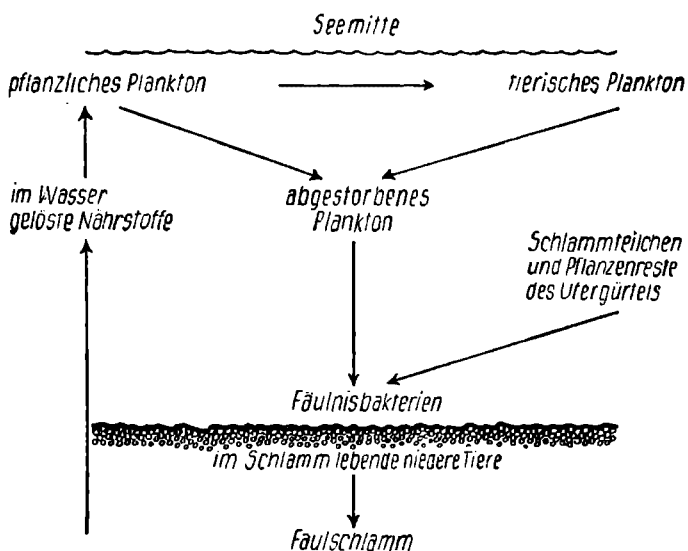 Seemitte
pflanzliches Plankton
tierisches Plankton
im Wasser
gelöste Nährstoffe
abgestorbenes
Plankton
Schlammteilchen
und Pflanzenreste
des Ufergürtels
Fäulnisbakterien
im Schlamm lebende niedere Tiere
Faulschlamm